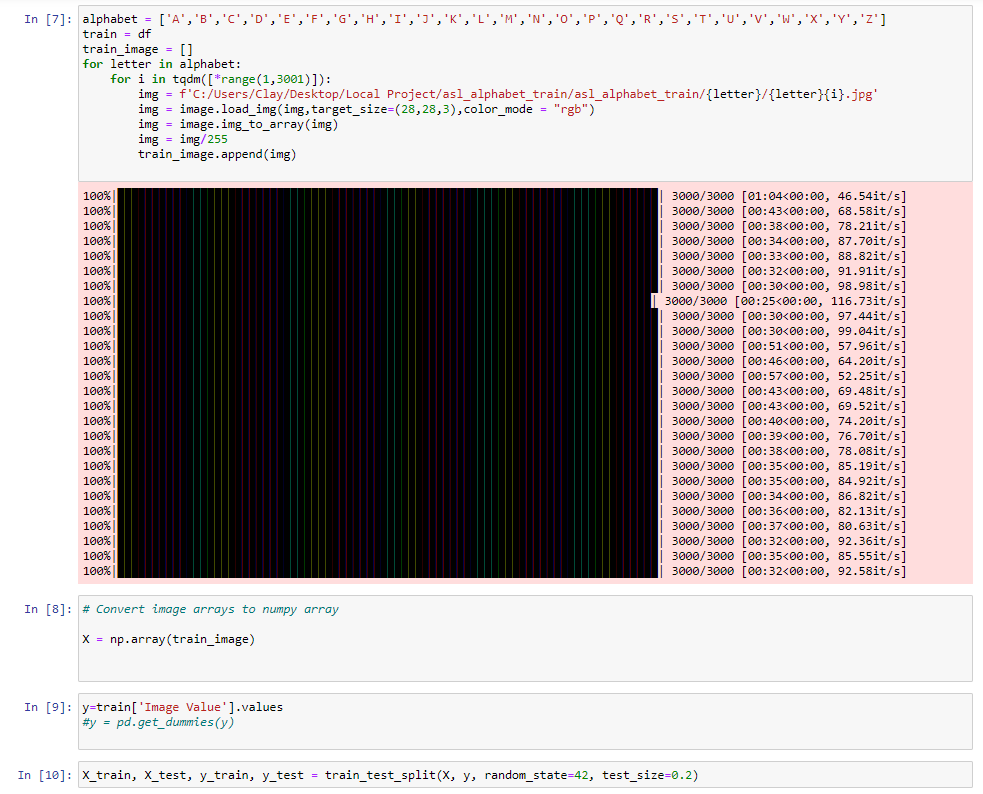 In [7]: alphabet = ['A','B','C','D','E','F','G','H','I','J','K','L','M','N','O','P','Q','R','S','T','U','V','W','X','Y','Z']
train = df
train_image = []
for letter in alphabet:
    for i in tqdm([*range(1,3001)]):
        img = f'C:/Users/Clay/Desktop/Local Project/asl_alphabet_train/asl_alphabet_train/{letter}/{letter}{i}.jpg'
        img = image.load_img(img,target_size=(28,28,3),color_mode = "rgb")
        img = image.img_to_array(img)
        img = img/255
        train_image.append(img)
100%| | 3000/3000 [01:04<00:00, 46.54it/s]
100%| | 3000/3000 [00:43<00:00, 68.58it/s]
100%| | 3000/3000 [00:38<00:00, 78.21it/s]
100%| | 3000/3000 [00:34<00:00, 87.70it/s]
100%| | 3000/3000 [00:33<00:00, 88.82it/s]
100%| | 3000/3000 [00:32<00:00, 91.91it/s]
100%| | 3000/3000 [00:30<00:00, 98.98it/s]
100%| | 3000/3000 [00:25<00:00, 116.73it/s]
100%| | 3000/3000 [00:30<00:00, 97.44it/s]
100%| | 3000/3000 [00:30<00:00, 99.04it/s]
100%| | 3000/3000 [00:51<00:00, 57.96it/s]
100%| | 3000/3000 [00:46<00:00, 64.20it/s]
100%| | 3000/3000 [00:57<00:00, 52.25it/s]
100%| | 3000/3000 [00:43<00:00, 69.48it/s]
100%| | 3000/3000 [00:43<00:00, 69.52it/s]
100%| | 3000/3000 [00:40<00:00, 74.20it/s]
100%| | 3000/3000 [00:39<00:00, 76.70it/s]
100%| | 3000/3000 [00:38<00:00, 78.08it/s]
100%| | 3000/3000 [00:35<00:00, 85.19it/s]
100%| | 3000/3000 [00:35<00:00, 84.92it/s]
100%| | 3000/3000 [00:34<00:00, 86.82it/s]
100%| | 3000/3000 [00:36<00:00, 82.13it/s]
100%| | 3000/3000 [00:37<00:00, 80.63it/s]
100%| | 3000/3000 [00:32<00:00, 92.36it/s]
100%| | 3000/3000 [00:35<00:00, 85.55it/s]
100%| | 3000/3000 [00:32<00:00, 92.58it/s]
In [8]: # Convert image arrays to numpy array
X = np.array(train_image)
In [9]: y=train['Image Value'].values
#y = pd.get_dummies(y)
In [10]: X_train, X_test, y_train, y_test = train_test_split(X, y, random_state=42, test_size=0.2)